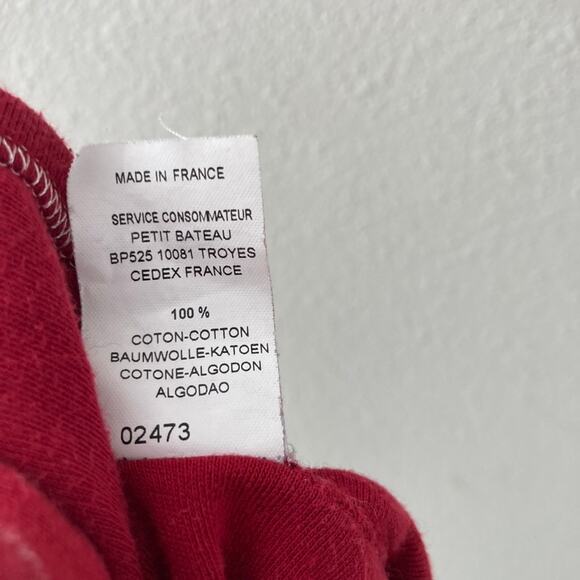 MADE IN FRANCE
SERVICE CONSOMMATEUR
PETIT BATEAU
BP525 10081 TROYES
CEDEX FRANCE
100 %
COTON-COTTON
BAUMWOLLE-KATOEN
COTONE-ALGODON
ALGODAO
02473